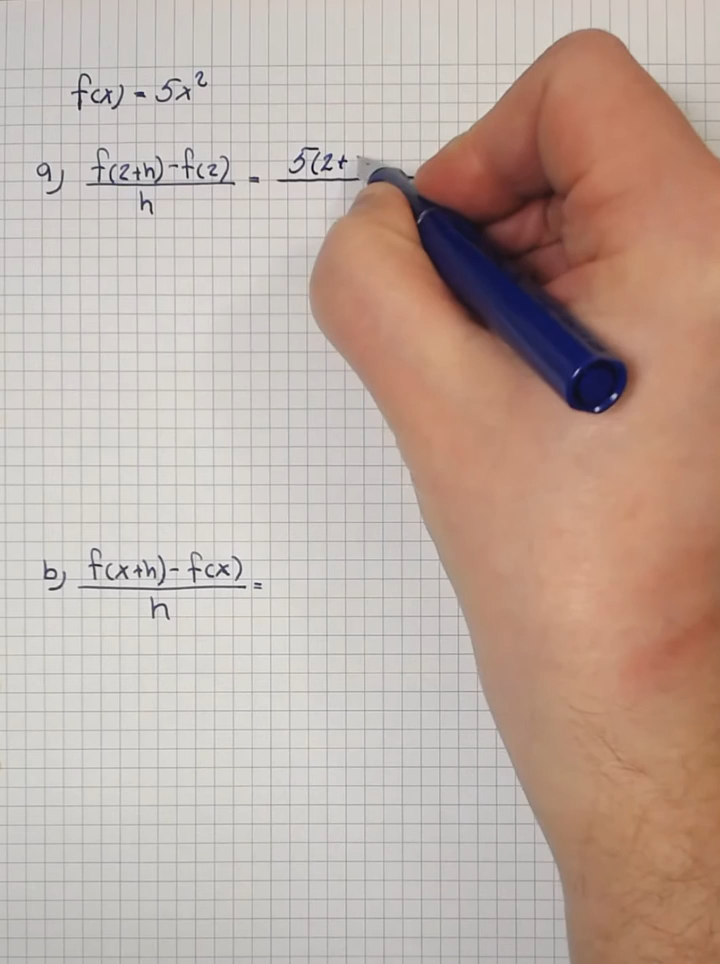 f(x) = 5x²
a) f(2+h) - f(2) / h = 5(2+
b) f(x+h) - f(x) / h =